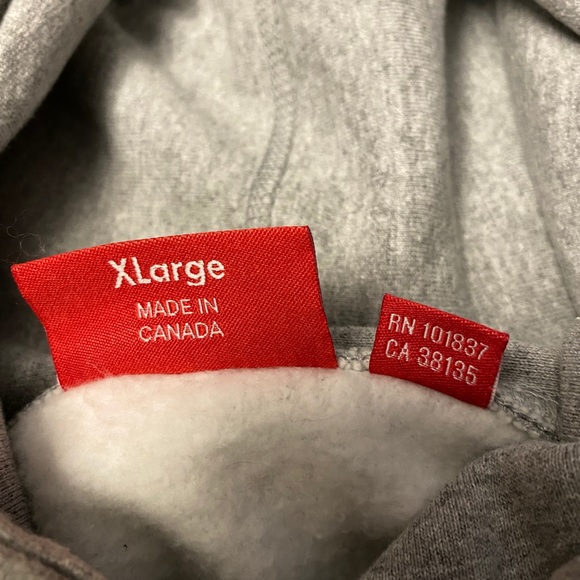 XLarge
MADE IN
CANADA
RN 101837
CA 38135